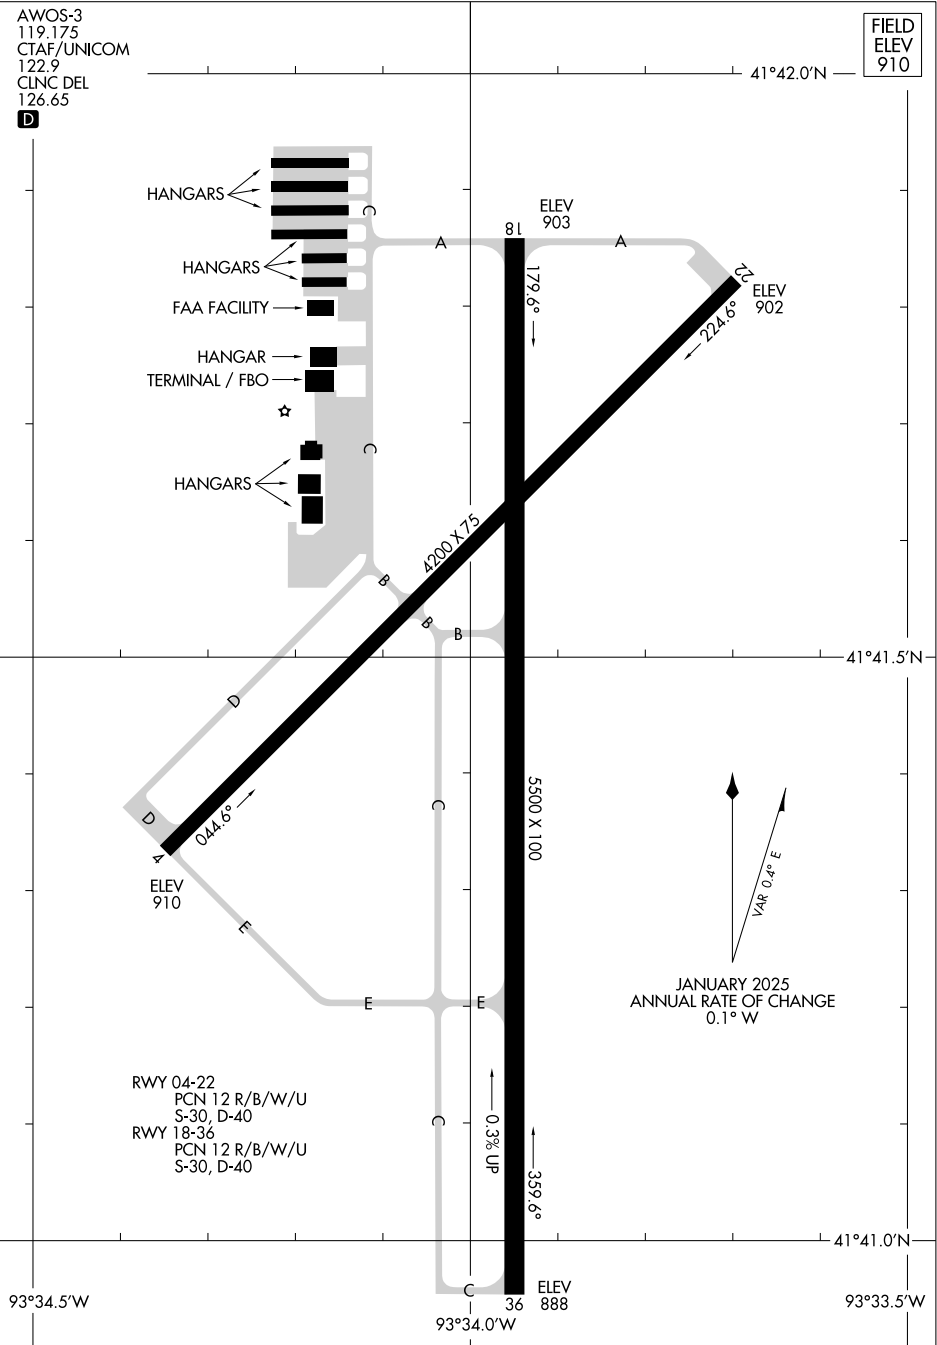 AWOS-3
119.175
CTAF/UNICOM
122.9
CLNC DEL
126.65
D
FIELD
ELEV
910
41°42.0'N
HANGARS
C
ELEV
903
18
A
A
HANGARS
22
ELEV
902
179.6°
224.6°
FAA FACILITY
HANGAR
TERMINAL / FBO
C
HANGARS
4200 X 75
B
B
B
41°41.5'N
D
C
5500 X 100
D
044.6°
4
ELEV
910
E
VAR 0.4° E
E
E
JANUARY 2025
ANNUAL RATE OF CHANGE
0.1° W
RWY 04-22
PCN 12 R/B/W/U
S-30, D-40
RWY 18-36
PCN 12 R/B/W/U
S-30, D-40
C
0.3% UP
359.6°
41°41.0'N
C
36
ELEV
888
93°34.5'W
93°34.0'W
93°33.5'W